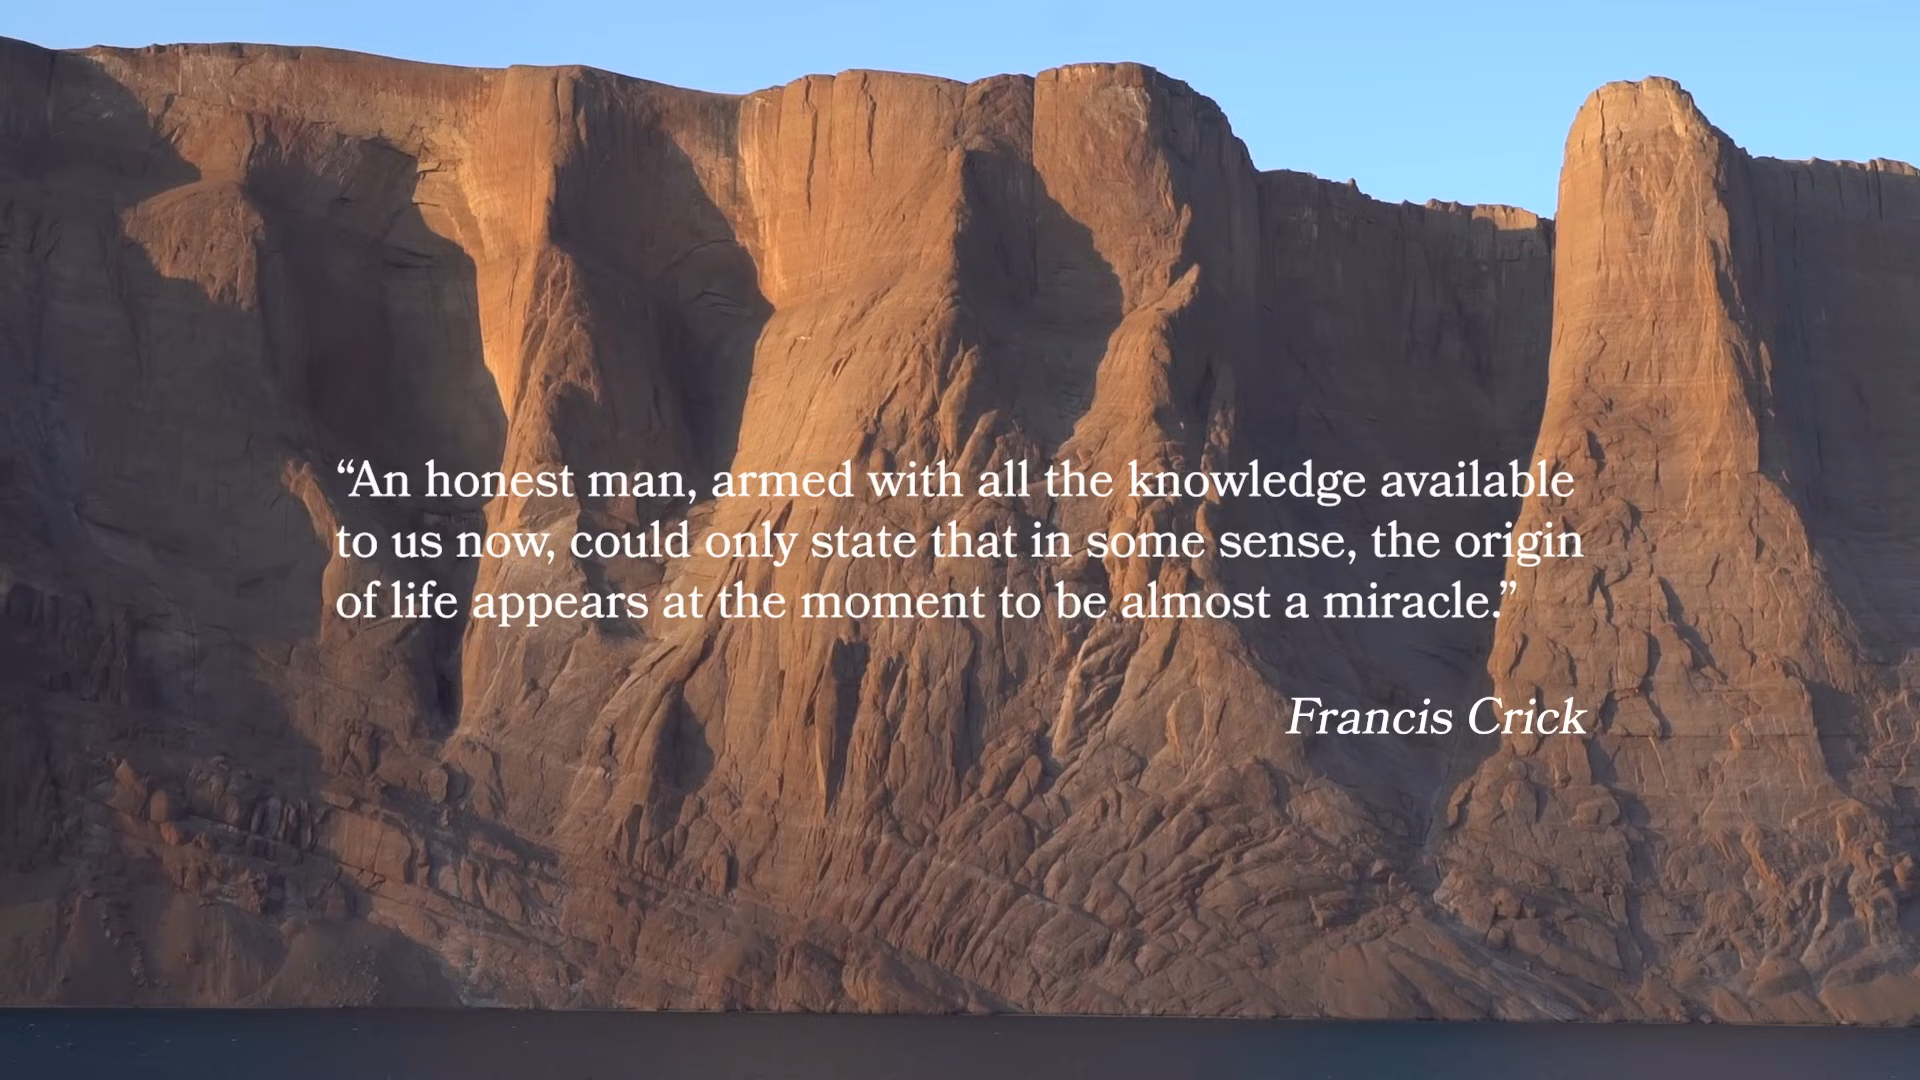 “An honest man, armed with all the knowledge available
to us now, could only state that in some sense, the origin
of life appears at the moment to be almost a miracle.”
Francis Crick